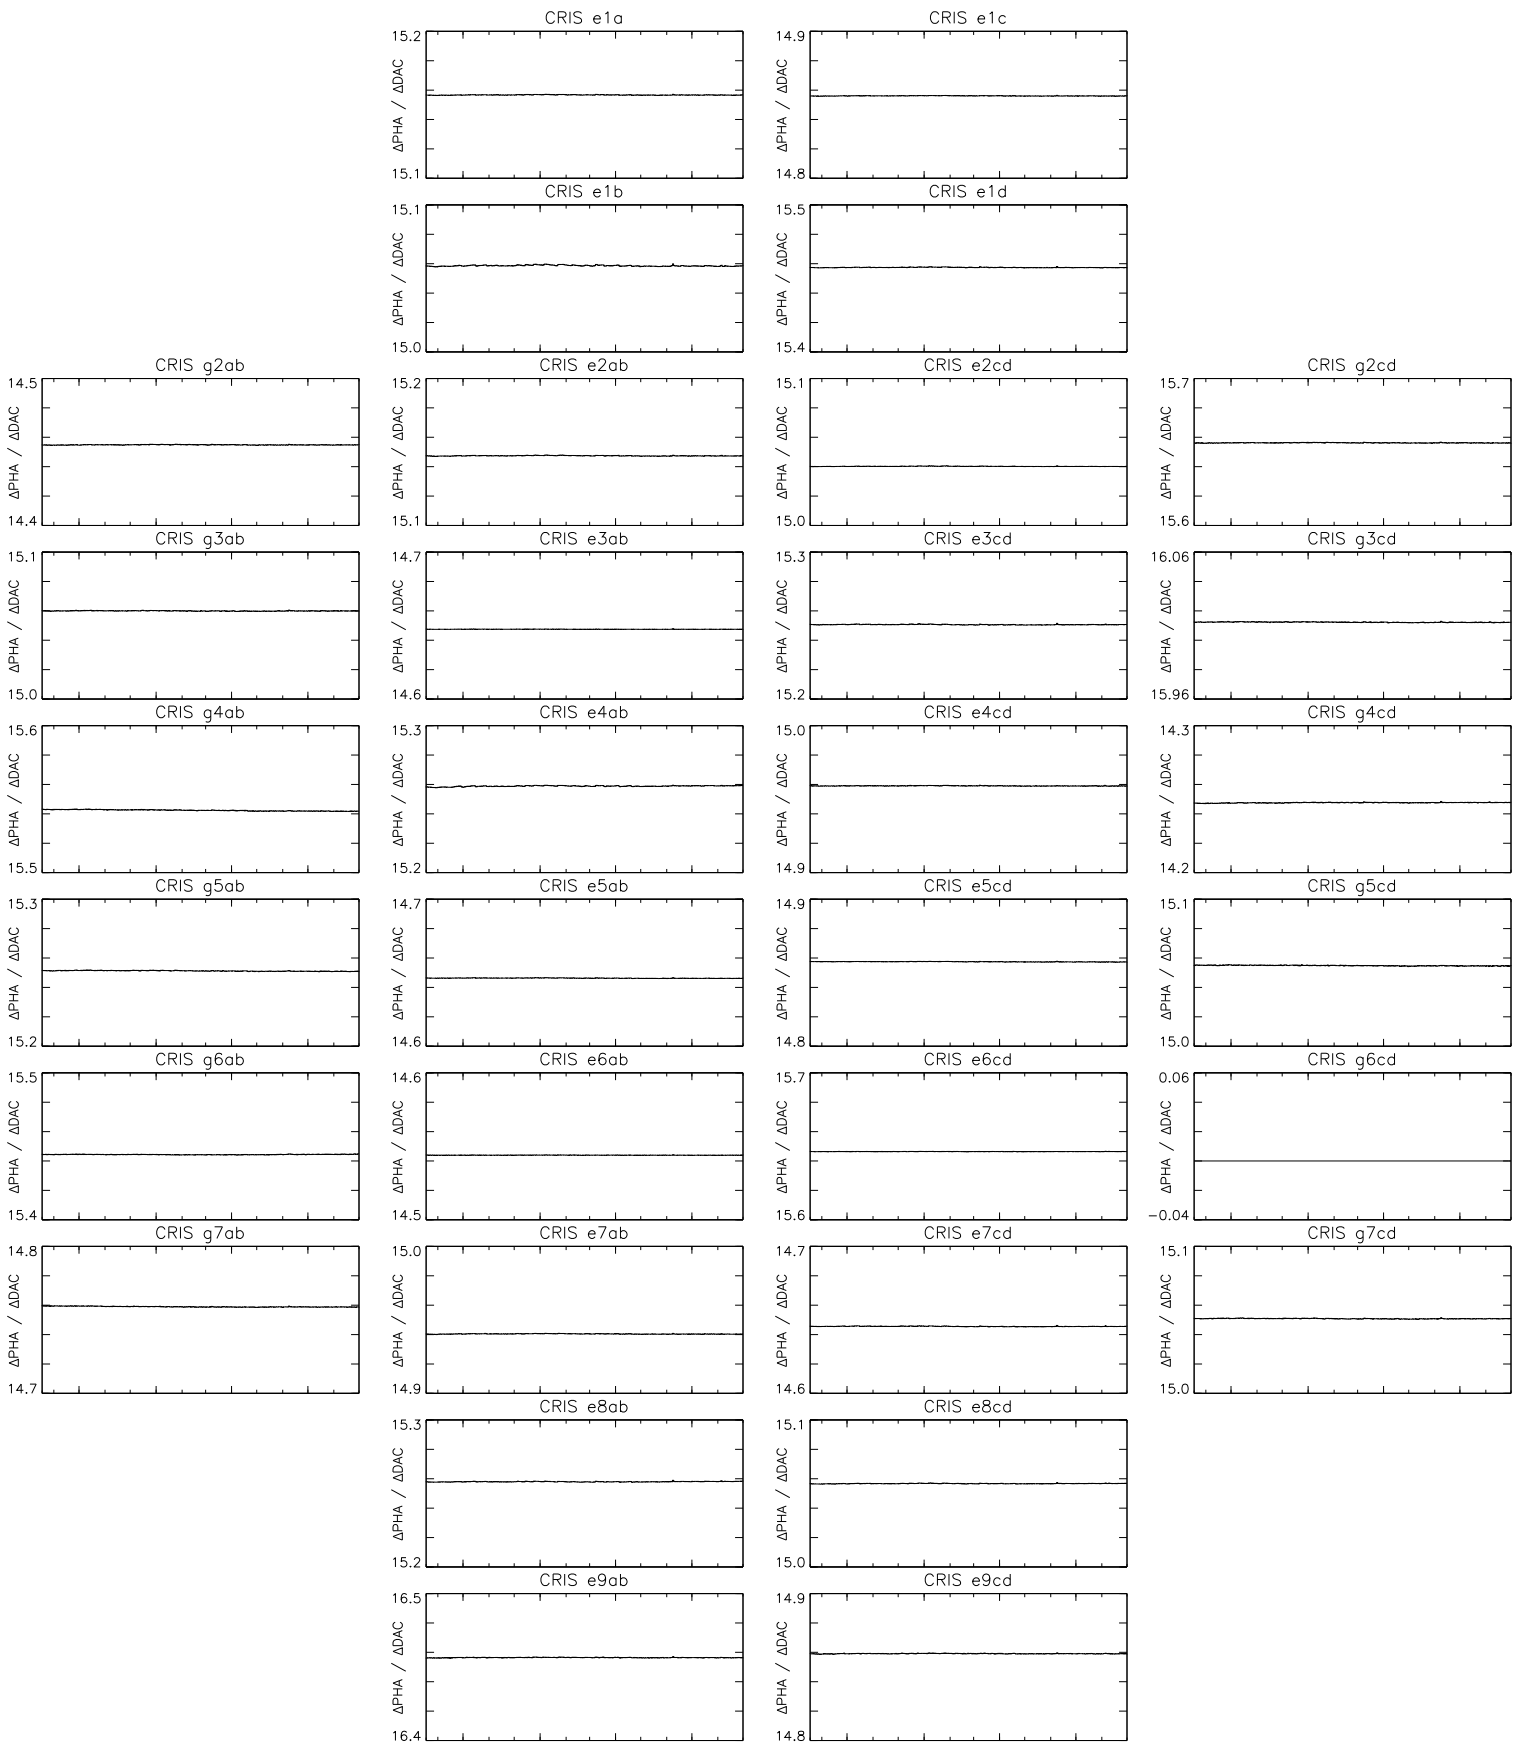 CRIS e1a
15.2
ΔPHA / ΔDAC
15.1
CRIS e1c
14.9
ΔPHA / ΔDAC
14.8
CRIS e1b
15.1
ΔPHA / ΔDAC
15.0
CRIS e1d
15.5
ΔPHA / ΔDAC
15.4
CRIS g2ab
14.5
ΔPHA / ΔDAC
14.4
CRIS e2ab
15.2
ΔPHA / ΔDAC
15.1
CRIS e2cd
15.1
ΔPHA / ΔDAC
15.0
CRIS g2cd
15.7
ΔPHA / ΔDAC
15.6
CRIS g3ab
15.1
ΔPHA / ΔDAC
15.0
CRIS e3ab
14.7
ΔPHA / ΔDAC
14.6
CRIS e3cd
15.3
ΔPHA / ΔDAC
15.2
CRIS g3cd
16.06
ΔPHA / ΔDAC
15.96
CRIS g4ab
15.6
ΔPHA / ΔDAC
15.5
CRIS e4ab
15.3
ΔPHA / ΔDAC
15.2
CRIS e4cd
15.0
ΔPHA / ΔDAC
14.9
CRIS g4cd
14.3
ΔPHA / ΔDAC
14.2
CRIS g5ab
15.3
ΔPHA / ΔDAC
15.2
CRIS e5ab
14.7
ΔPHA / ΔDAC
14.6
CRIS e5cd
14.9
ΔPHA / ΔDAC
14.8
CRIS g5cd
15.1
ΔPHA / ΔDAC
15.0
CRIS g6ab
15.5
ΔPHA / ΔDAC
15.4
CRIS e6ab
14.6
ΔPHA / ΔDAC
14.5
CRIS e6cd
15.7
ΔPHA / ΔDAC
15.6
CRIS g6cd
0.06
ΔPHA / ΔDAC
−0.04
CRIS g7ab
14.8
ΔPHA / ΔDAC
14.7
CRIS e7ab
15.0
ΔPHA / ΔDAC
14.9
CRIS e7cd
14.7
ΔPHA / ΔDAC
14.6
CRIS g7cd
15.1
ΔPHA / ΔDAC
15.0
CRIS e8ab
15.3
ΔPHA / ΔDAC
15.2
CRIS e8cd
15.1
ΔPHA / ΔDAC
15.0
CRIS e9ab
16.5
ΔPHA / ΔDAC
16.4
CRIS e9cd
14.9
ΔPHA / ΔDAC
14.8